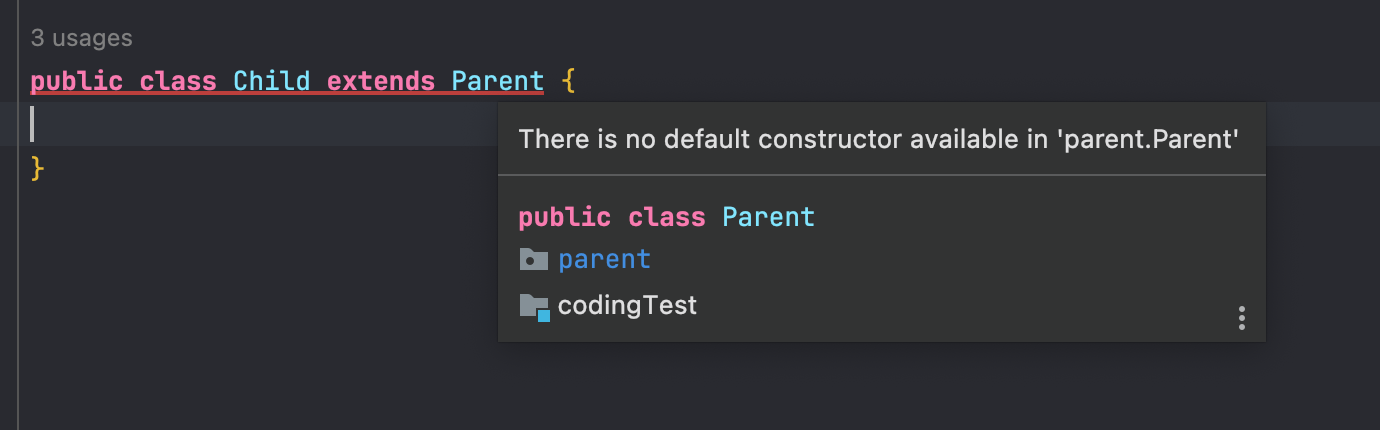 3 usages
public class Child extends Parent {
}
There is no default constructor available in 'parent.Parent'
public class Parent
parent
codingTest